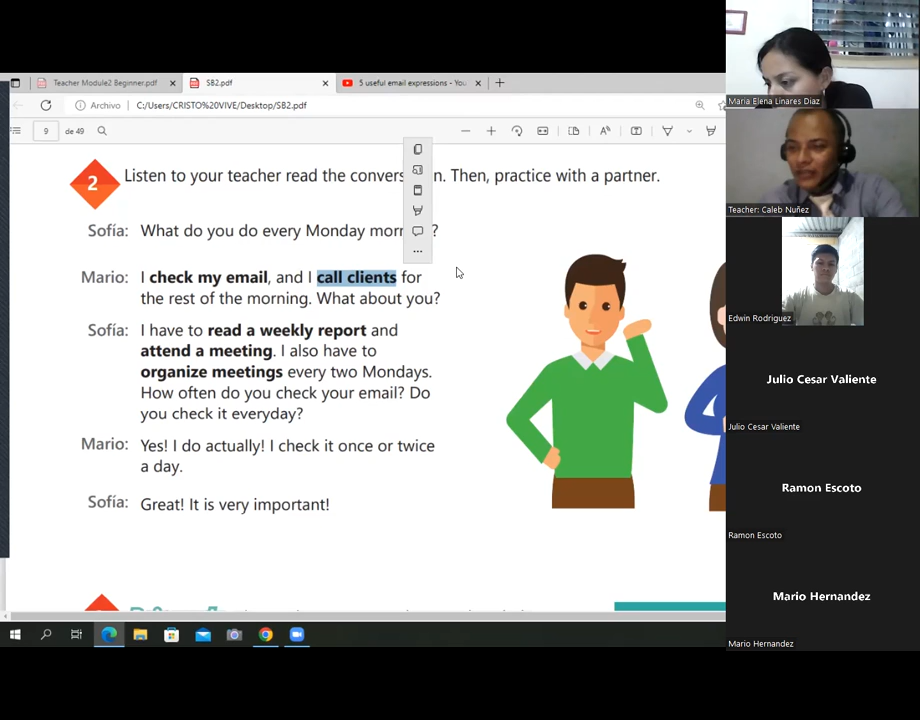 Teacher Module2 Beginner.pdf
SB2.pdf
5 useful email expressions - You
Archivo
C:/Users/CRISTO%20VIVE/Desktop/SB2.pdf
9
de 49
2
Listen to your teacher read the convers n. Then, practice with a partner.
Sofía: What do you do every Monday morn ?
Mario: I check my email, and I call clients for
the rest of the morning. What about you?
Sofía: I have to read a weekly report and
attend a meeting. I also have to
organize meetings every two Mondays.
How often do you check your email? Do
you check it everyday?
Mario: Yes! I do actually! I check it once or twice
a day.
Sofía: Great! It is very important!
Maria Elena Linares Diaz
Teacher: Caleb Nuñez
Edwin Rodriguez
Julio Cesar Valiente
Julio Cesar Valiente
Ramon Escoto
Ramon Escoto
Mario Hernandez
Mario Hernandez